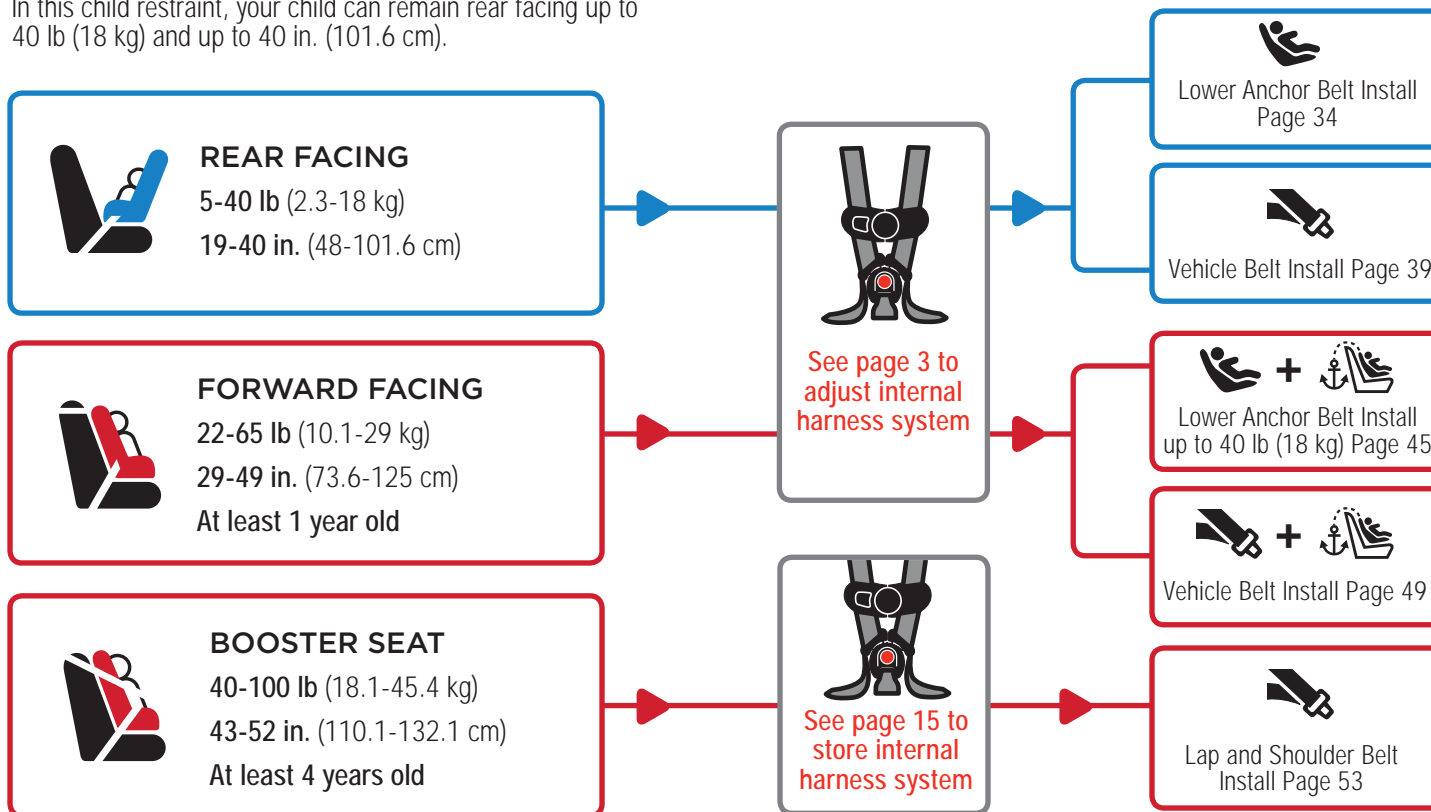 In this child restraint, your child can remain rear facing up to
40 lb (18 kg) and up to 40 in. (101.6 cm).
REAR FACING
5-40 lb (2.3-18 kg)
19-40 in. (48-101.6 cm)
FORWARD FACING
22-65 lb (10.1-29 kg)
29-49 in. (73.6-125 cm)
At least 1 year old
See page 3 to
adjust internal
harness system
Lower Anchor Belt Install
Page 34
Vehicle Belt Install Page 39
Lower Anchor Belt Install
up to 40 lb (18 kg) Page 45
Vehicle Belt Install Page 49
BOOSTER SEAT
40-100 lb (18.1-45.4 kg)
43-52 in. (110.1-132.1 cm)
At least 4 years old
See page 15 to
store internal
harness system
Lap and Shoulder Belt
Install Page 53